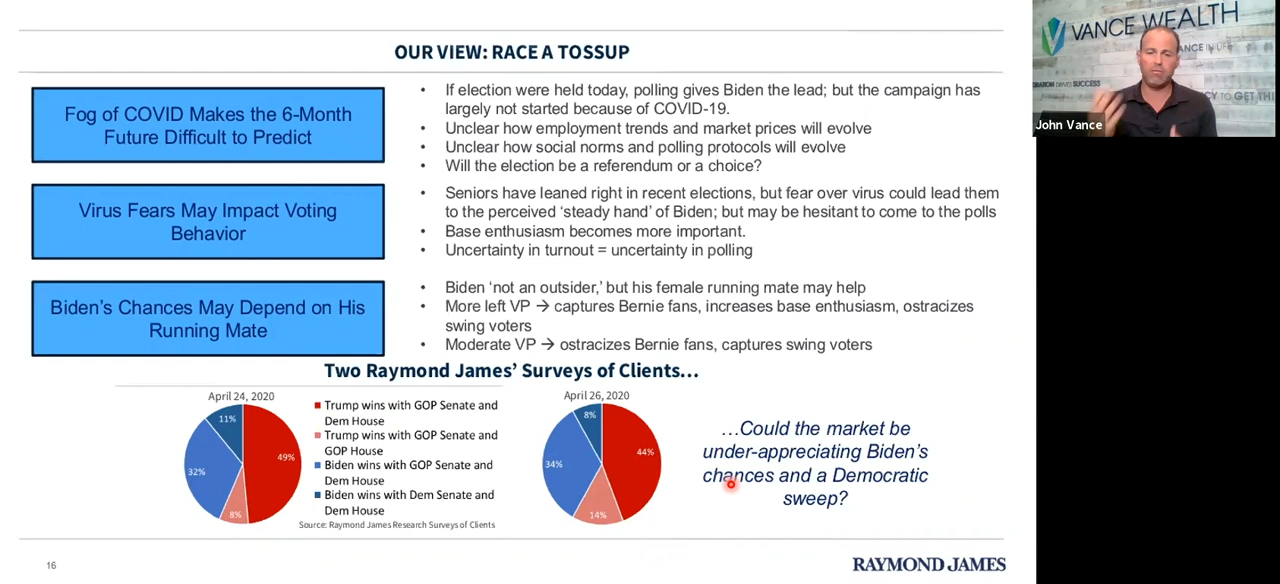 OUR VIEW: RACE A TOSSUP
Fog of COVID Makes the 6-Month
Future Difficult to Predict
• If election were held today, polling gives Biden the lead; but the campaign has
largely not started because of COVID-19.
• Unclear how employment trends and market prices will evolve
• Unclear how social norms and polling protocols will evolve
• Will the election be a referendum or a choice?
Virus Fears May Impact Voting
Behavior
• Seniors have leaned right in recent elections, but fear over virus could lead them
to the perceived ‘steady hand’ of Biden; but may be hesitant to come to the polls
• Base enthusiasm becomes more important.
• Uncertainty in turnout = uncertainty in polling
Biden’s Chances May Depend on His
Running Mate
• Biden ‘not an outsider,’ but his female running mate may help
• More left VP → captures Bernie fans, increases base enthusiasm, ostracizes
swing voters
• Moderate VP → ostracizes Bernie fans, captures swing voters
Two Raymond James’ Surveys of Clients…
April 24, 2020
11%
49%
32%
8%
Trump wins with GOP Senate and
Dem House
Trump wins with GOP Senate and
GOP House
Biden wins with GOP Senate and
Dem House
Biden wins with Dem Senate and
Dem House
Source: Raymond James Research Surveys of Clients
April 26, 2020
8%
44%
34%
14%
…Could the market be
under-appreciating Biden’s
chances and a Democratic
sweep?
16
RAYMOND JAMES
VANCE WEALTH
IN LIFE
SUCCESS
John Vance